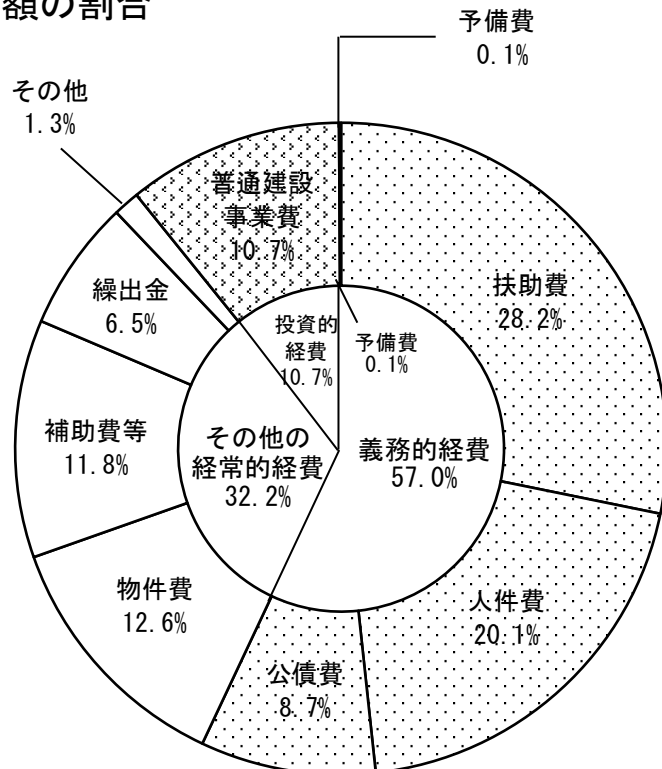 額の割合
予備費
0.1%
その他
1.3%
普通建設
事業費
10.7%
扶助費
28.2%
繰出金
6.5%
投資的
経費
10.7%
予備費
0.1%
補助費等
11.8%
その他の
経常的経費
32.2%
義務的経費
57.0%
物件費
12.6%
人件費
20.1%
公債費
8.7%